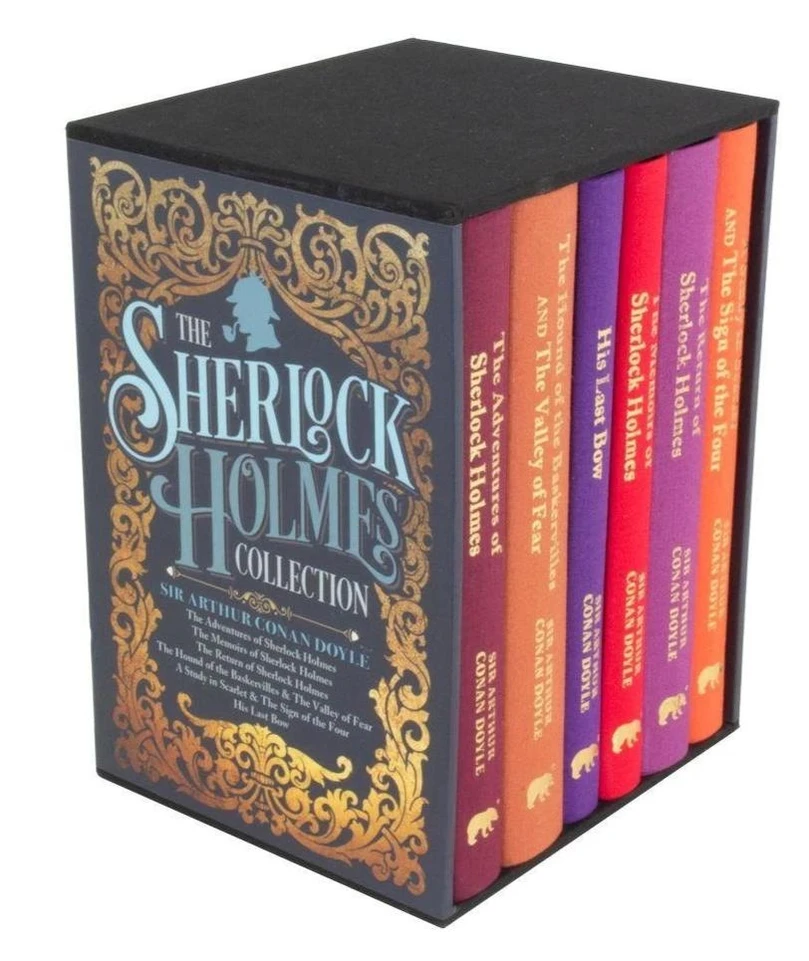 THE
SHERLOCK
HOLMES
COLLECTION
SIR ARTHUR CONAN DOYLE
The Adventures of Sherlock Holmes
The Memoirs of Sherlock Holmes
The Return of Sherlock Holmes
The Hound of the Baskervilles & The Valley of Fear
A Study in Scarlet & The Sign of the Four
His Last Bow
The Adventures of
Sherlock Holmes
SIR ARTHUR
CONAN DOYLE
The Hound of the Baskervilles
AND The Valley of Fear
SIR ARTHUR
CONAN DOYLE
His Last Bow
SIR ARTHUR
CONAN DOYLE
The Memoirs of
Sherlock Holmes
SIR ARTHUR
CONAN DOYLE
The Return of
Sherlock Holmes
SIR ARTHUR
CONAN DOYLE
AND The Sign of the Four
SIR ARTHUR
CONAN DOYLE